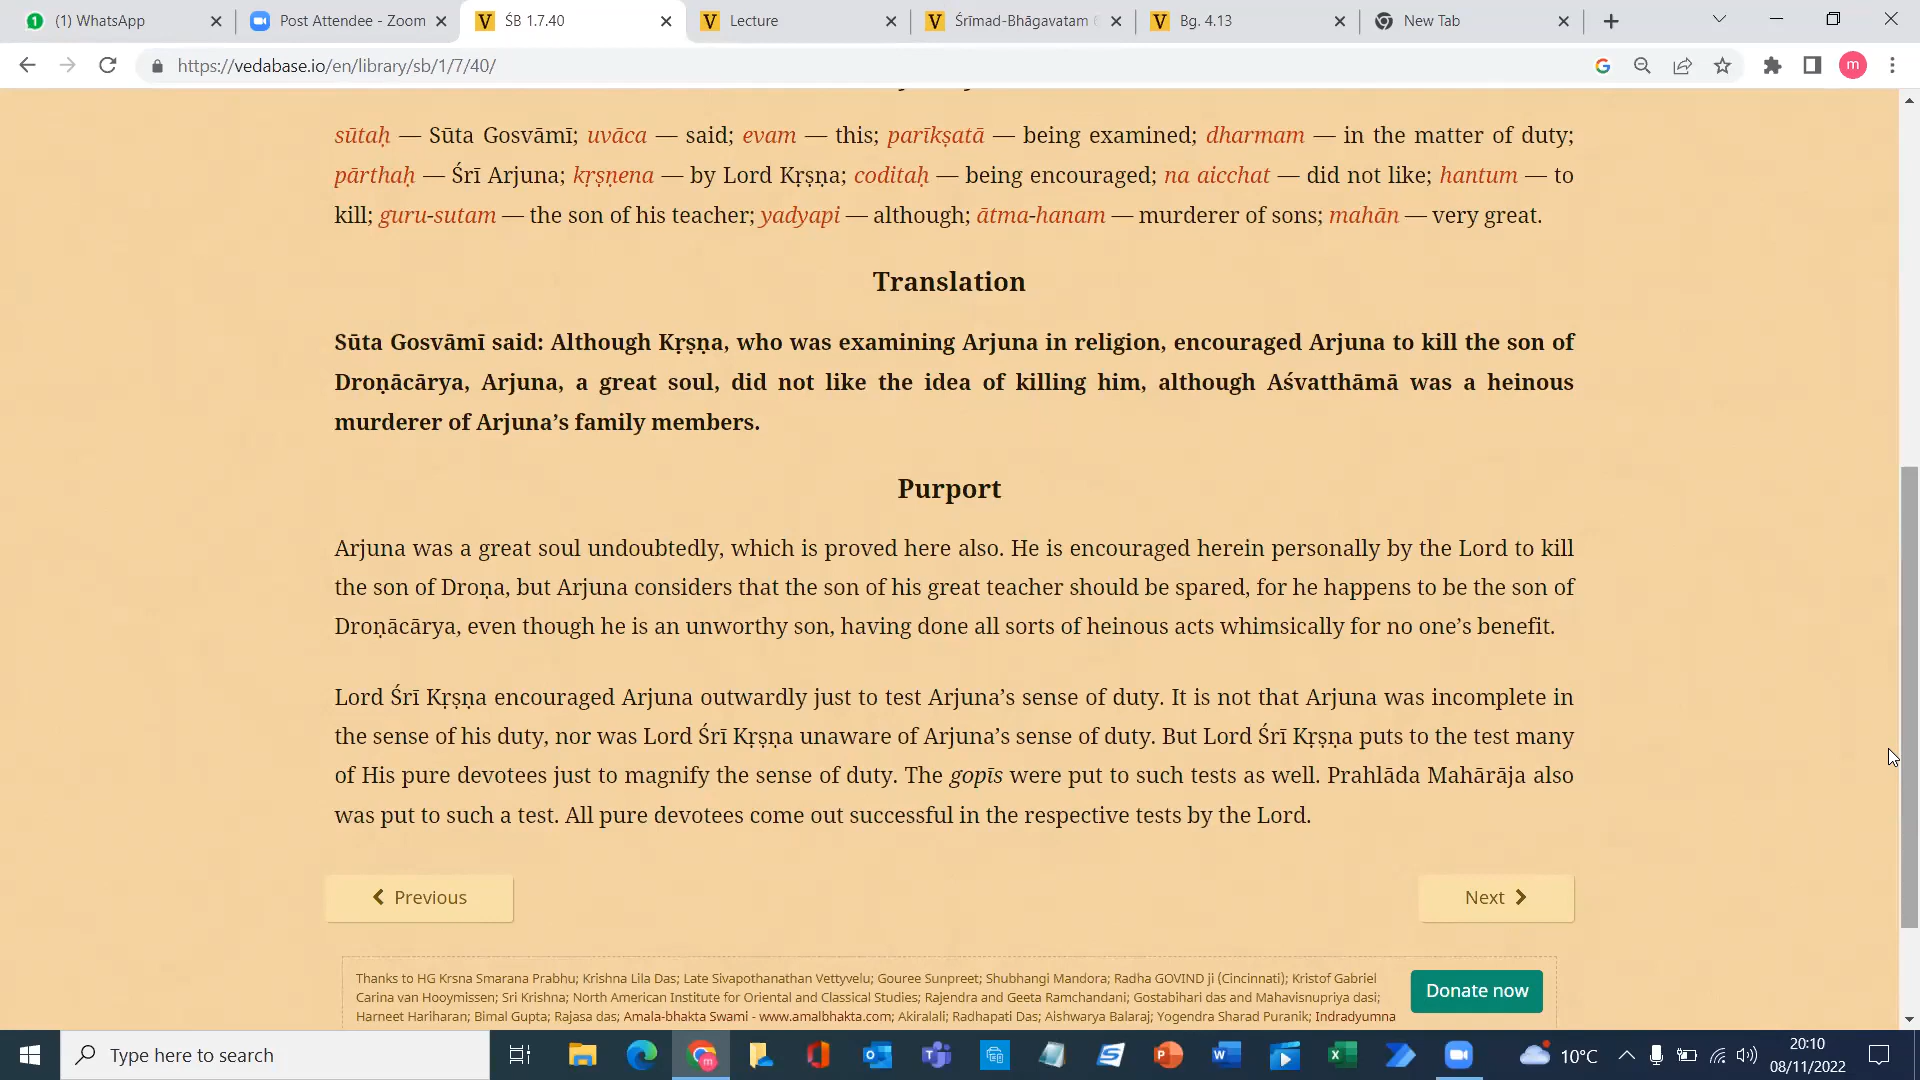 (1) WhatsApp
Post Attendee - Zoom
ŚB 1.7.40
Lecture
Śrīmad-Bhāgavatam
Bg. 4.13
New Tab
https://vedabase.io/en/library/sb/1/7/40/
m
sūtaḥ — Sūta Gosvāmī; uvāca — said; evam — this; parīkṣatā — being examined; dharmam — in the matter of duty;
pārthaḥ — Śrī Arjuna; kṛṣṇena — by Lord Kṛṣṇa; coditaḥ — being encouraged; na aicchat — did not like; hantum — to
kill; guru-sutam — the son of his teacher; yadyapi — although; ātma-hanam — murderer of sons; mahān — very great.
Translation
Sūta Gosvāmī said: Although Kṛṣṇa, who was examining Arjuna in religion, encouraged Arjuna to kill the son of
Droṇācārya, Arjuna, a great soul, did not like the idea of killing him, although Aśvatthāmā was a heinous
murderer of Arjuna’s family members.
Purport
Arjuna was a great soul undoubtedly, which is proved here also. He is encouraged herein personally by the Lord to kill
the son of Droṇa, but Arjuna considers that the son of his great teacher should be spared, for he happens to be the son of
Droṇācārya, even though he is an unworthy son, having done all sorts of heinous acts whimsically for no one’s benefit.
Lord Śrī Kṛṣṇa encouraged Arjuna outwardly just to test Arjuna’s sense of duty. It is not that Arjuna was incomplete in
the sense of his duty, nor was Lord Śrī Kṛṣṇa unaware of Arjuna’s sense of duty. But Lord Śrī Kṛṣṇa puts to the test many
of His pure devotees just to magnify the sense of duty. The gopīs were put to such tests as well. Prahlāda Mahārāja also
was put to such a test. All pure devotees come out successful in the respective tests by the Lord.
Previous
Next
Thanks to HG Krsna Smarana Prabhu; Krishna Lila Das; Late Sivapothanathan Vettyvelu; Gouree Sunpreet; Shubhangi Mandora; Radha GOVIND ji (Cincinnati); Kristof Gabriel
Carina van Hooymissen; Sri Krishna; North American Institute for Oriental and Classical Studies; Rajendra and Geeta Ramchandani; Gostabihari das and Mahavisnupriya dasi;
Harneet Hariharan; Bimal Gupta; Rajasa das; Amala-bhakta Swami - www.amalbhakta.com; Akiralali; Radhapati Das; Aishwarya Balaraj; Yogendra Sharad Puranik; Indradyumna
Donate now
Type here to search
10°C
20:10
08/11/2022